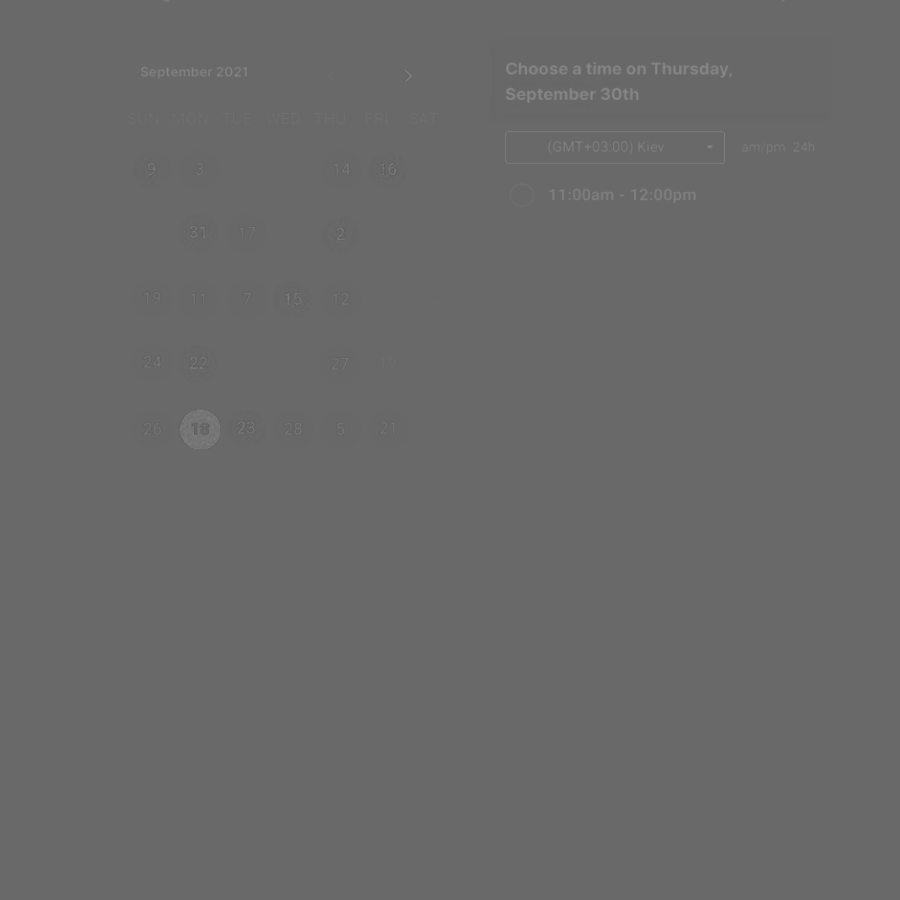 September 2021
SUN MON TUE WED THU FRI SAT
9 3 14 16
31 17 2
19 11 7 15 12
24 22 27
26 18 23 28 5 21
Choose a time on Thursday,
September 30th
(GMT+03:00) Kiev am/pm 24h
11:00am - 12:00pm